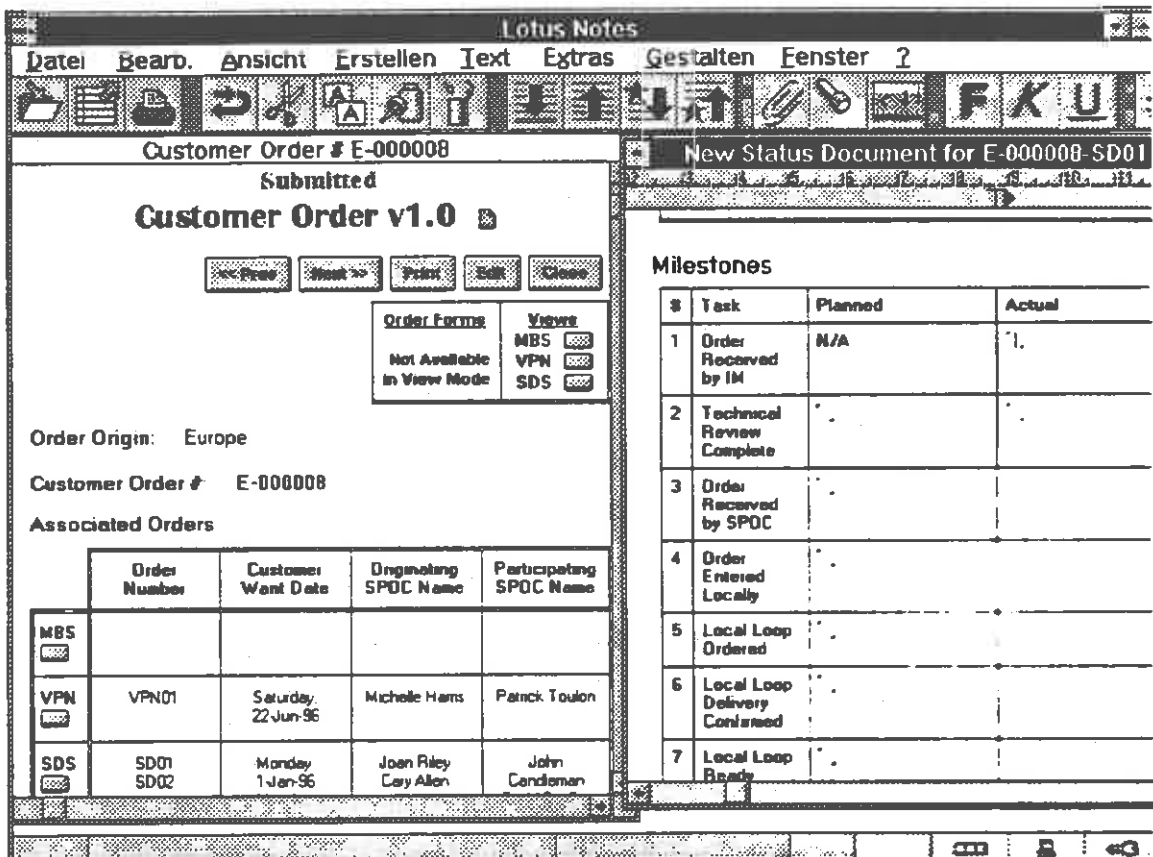 Lotus Notes
Datei Bearb. Ansicht Erstellen Text Extras Gestalten Fenster ?
F K U
Customer Order # E-000008
Submitted
Customer Order v1.0
<< Prev Next >> Print Edit Close
Order Forms
Not Available
in View Mode
Views
MBS
VPN
SDS
Order Origin: Europe
Customer Order # E-000008
Associated Orders
Order Number Customer Want Date Originating SPOC Name Participating SPOC Name
MBS
VPN VPN01 Saturday, 22-Jun-96 Michelle Harris Patrick Toulon
SDS SD01 Monday Joan Riley John
SD02 1-Jan-96 Cary Allen Candleman
New Status Document for E-000008-SD01
Milestones
# Task Planned Actual
1 Order Received by IM N/A
2 Technical Review Complete
3 Order Received by SPOC
4 Order Entered Locally
5 Local Loop Ordered
6 Local Loop Delivery Confirmed
7 Local Loop Ready